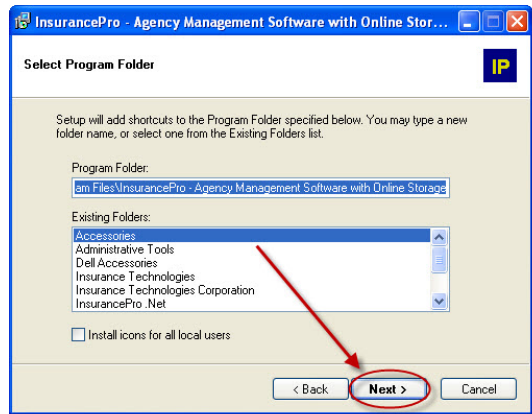 InsurancePro - Agency Management Software with Online Stor...
Select Program Folder
IP
Setup will add shortcuts to the Program Folder specified below. You may type a new
folder name, or select one from the Existing Folders list.
Program Folder:
am Files\InsurancePro - Agency Management Software with Online Storage
Existing Folders:
Accessories
Administrative Tools
Dell Accessories
Insurance Technologies
Insurance Technologies Corporation
InsurancePro .Net
Install icons for all local users
< Back Next > Cancel